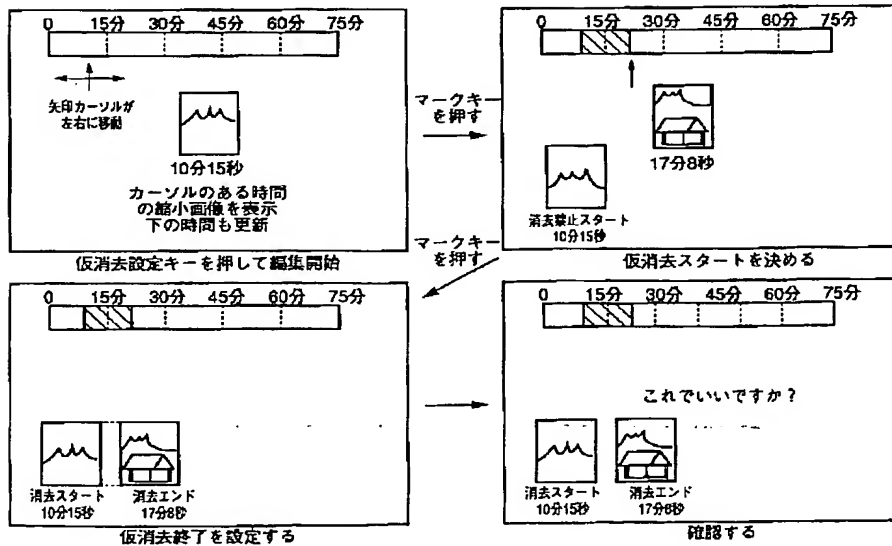 0 15分 30分 45分 60分 75分
矢印カーソルが
左右に移動
10分15秒
カーソルのある時間
の縮小画像を表示
下の時間も更新
仮消去設定キーを押して編集開始
マークキー
を押す
0 15分 30分 45分 60分 75分
17分8秒
消去禁止スタート
10分15秒
仮消去スタートを決める
マークキー
を押す
0 15分 30分 45分 60分 75分
消去スタート 消去エンド
10分15秒 17分8秒
仮消去終了を設定する
0 15分 30分 45分 60分 75分
これでいいですか?
消去スタート 消去エンド
10分15秒 17分8秒
確認する